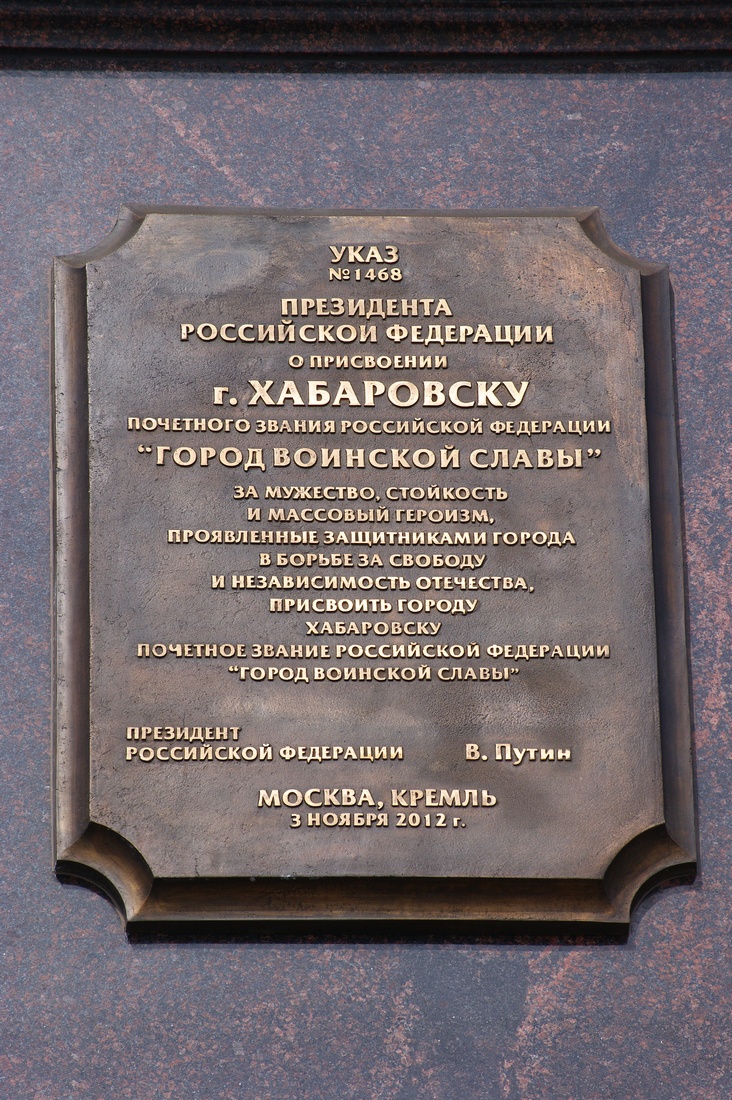 УКАЗ
№1468
ПРЕЗИДЕНТА
РОССИЙСКОЙ ФЕДЕРАЦИИ
О ПРИСВОЕНИИ
г. ХАБАРОВСКУ
ПОЧЕТНОГО ЗВАНИЯ РОССИЙСКОЙ ФЕДЕРАЦИИ
“ГОРОД ВОИНСКОЙ СЛАВЫ”
ЗА МУЖЕСТВО, СТОЙКОСТЬ
И МАССОВЫЙ ГЕРОИЗМ,
ПРОЯВЛЕННЫЕ ЗАЩИТНИКАМИ ГОРОДА
В БОРЬБЕ ЗА СВОБОДУ
И НЕЗАВИСИМОСТЬ ОТЕЧЕСТВА,
ПРИСВОИТЬ ГОРОДУ
ХАБАРОВСКУ
ПОЧЕТНОЕ ЗВАНИЕ РОССИЙСКОЙ ФЕДЕРАЦИИ
“ГОРОД ВОИНСКОЙ СЛАВЫ”
ПРЕЗИДЕНТ
РОССИЙСКОЙ ФЕДЕРАЦИИ В. Путин
МОСКВА, КРЕМЛЬ
3 НОЯБРЯ 2012 г.